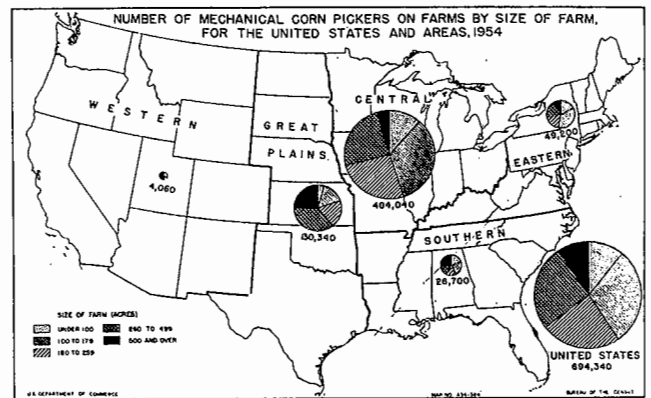 NUMBER OF MECHANICAL CORN PICKERS ON FARMS BY SIZE OF FARM,
FOR THE UNITED STATES AND AREAS, 1954
WESTERN
GREAT
PLAINS
CENTRAL
EASTERN
SOUTHERN
4,060
130,340
404,040
49,200
26,700
UNITED STATES
694,340
SIZE OF FARM (ACRES)
UNDER 100
100 TO 179
180 TO 259
260 TO 499
500 AND OVER
U.S. DEPARTMENT OF COMMERCE
MAP NO.
BUREAU OF THE CENSUS